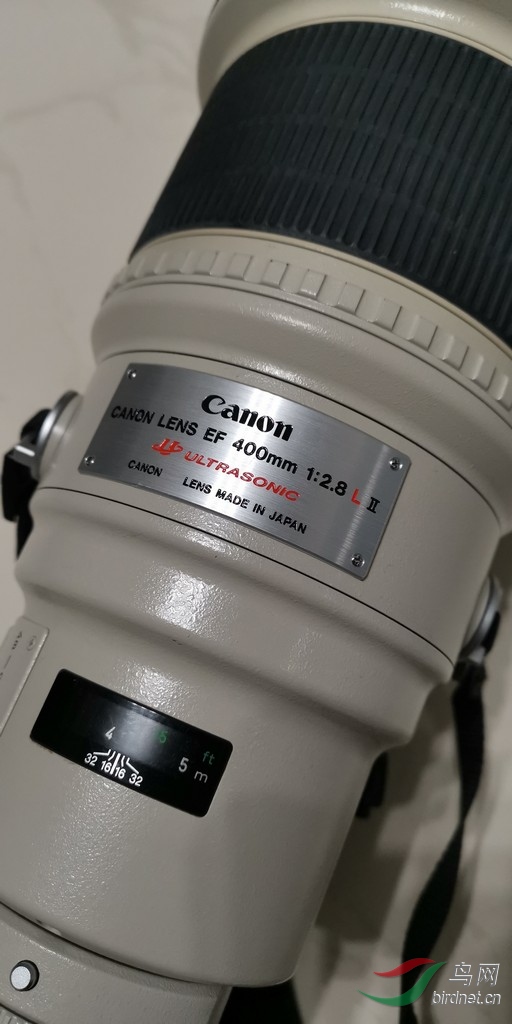 Canon
CANON LENS EF 400mm 1:2.8 L II
ULTRASONIC
CANON LENS MADE IN JAPAN
4 5 ft
5 m
32 16 16 32
鸟网
birdnet.cn